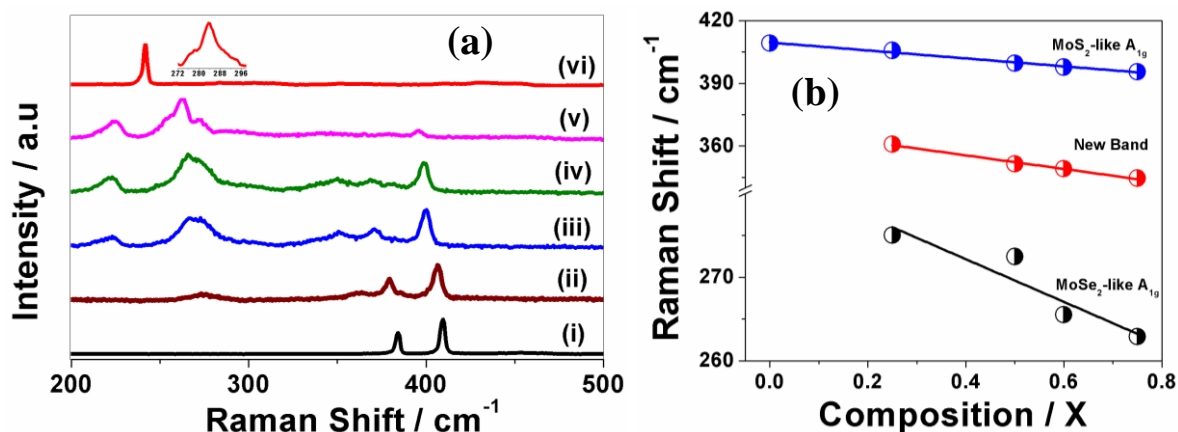 (a)
272 280 288 296
(vi)
(v)
(iv)
(iii)
(ii)
(i)
Intensity / a.u
200 300 400 500
Raman Shift / cm-1
(b)
420
390
360
270
260
Raman Shift / cm-1
MoS2-like A1g
New Band
MoSe2-like A1g
0.0 0.2 0.4 0.6 0.8
Composition / X